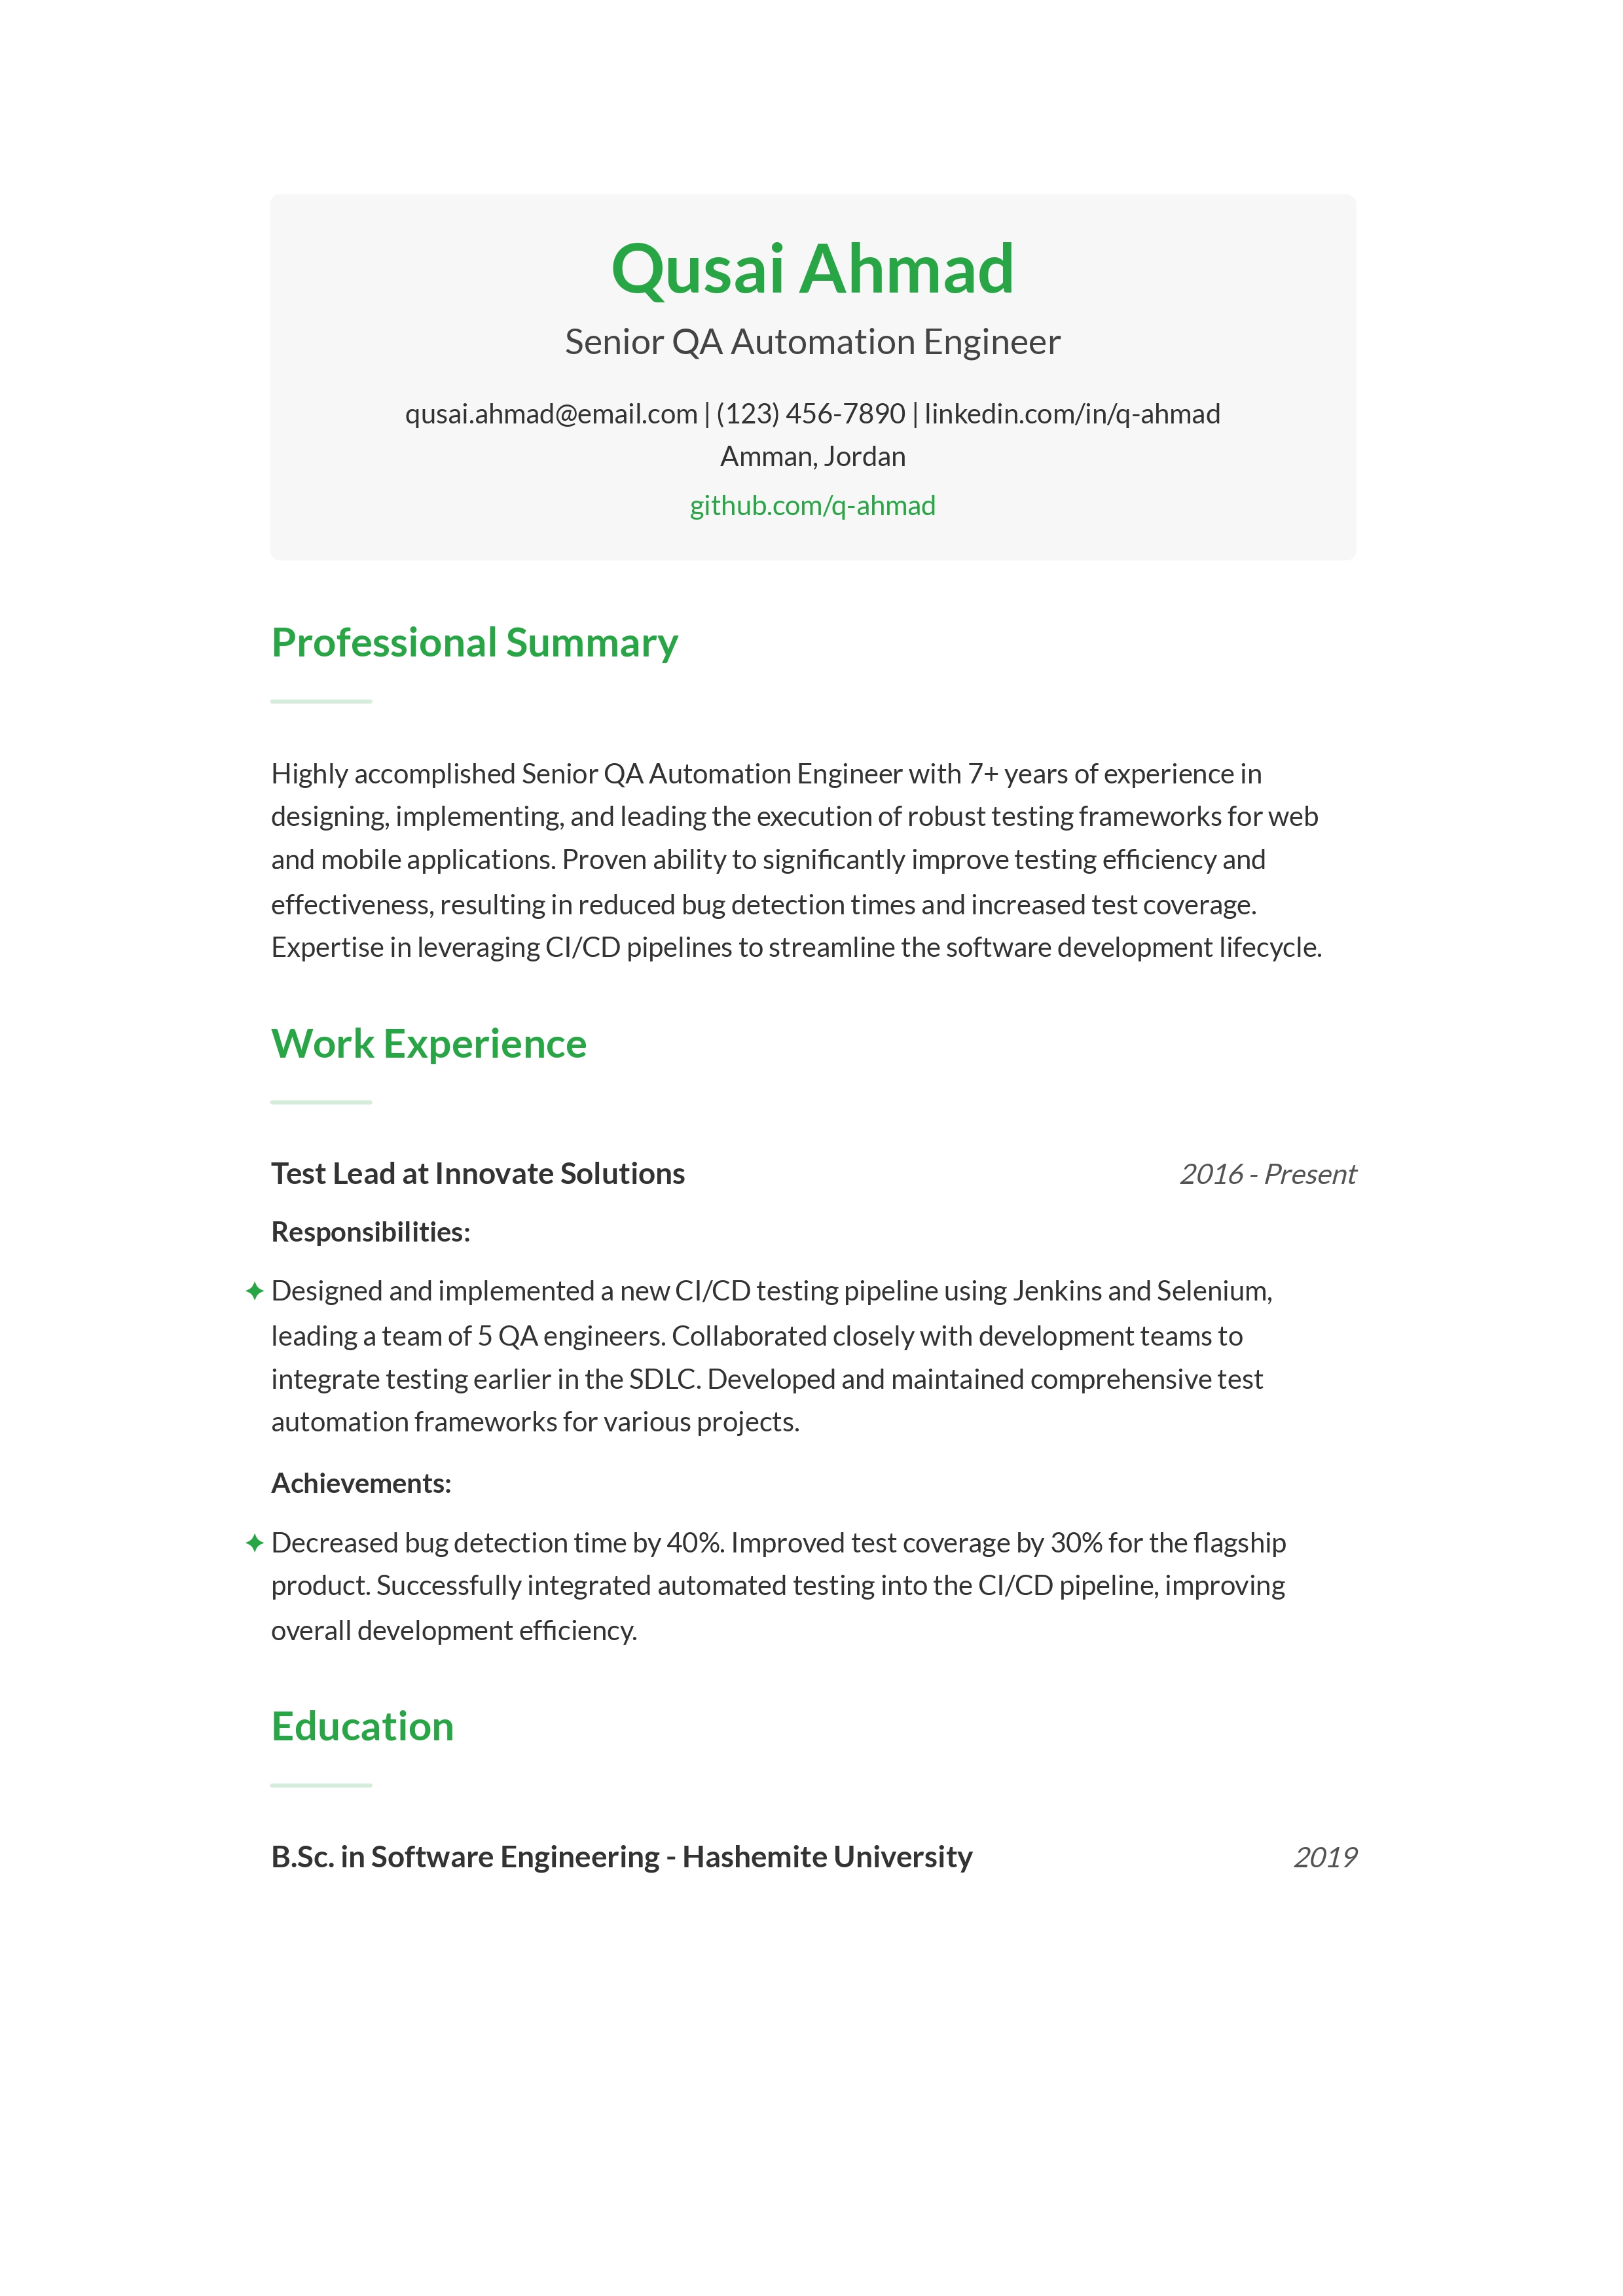 Qusai Ahmad
Senior QA Automation Engineer
qusai.ahmad@email.com | (123) 456-7890 | linkedin.com/in/q-ahmad
Amman, Jordan
github.com/q-ahmad
Professional Summary
Highly accomplished Senior QA Automation Engineer with 7+ years of experience in
designing, implementing, and leading the execution of robust testing frameworks for web
and mobile applications. Proven ability to significantly improve testing efficiency and
effectiveness, resulting in reduced bug detection times and increased test coverage.
Expertise in leveraging CI/CD pipelines to streamline the software development lifecycle.
Work Experience
Test Lead at Innovate Solutions 2016 - Present
Responsibilities:
✦ Designed and implemented a new CI/CD testing pipeline using Jenkins and Selenium,
leading a team of 5 QA engineers. Collaborated closely with development teams to
integrate testing earlier in the SDLC. Developed and maintained comprehensive test
automation frameworks for various projects.
Achievements:
✦ Decreased bug detection time by 40%. Improved test coverage by 30% for the flagship
product. Successfully integrated automated testing into the CI/CD pipeline, improving
overall development efficiency.
Education
B.Sc. in Software Engineering - Hashemite University 2019